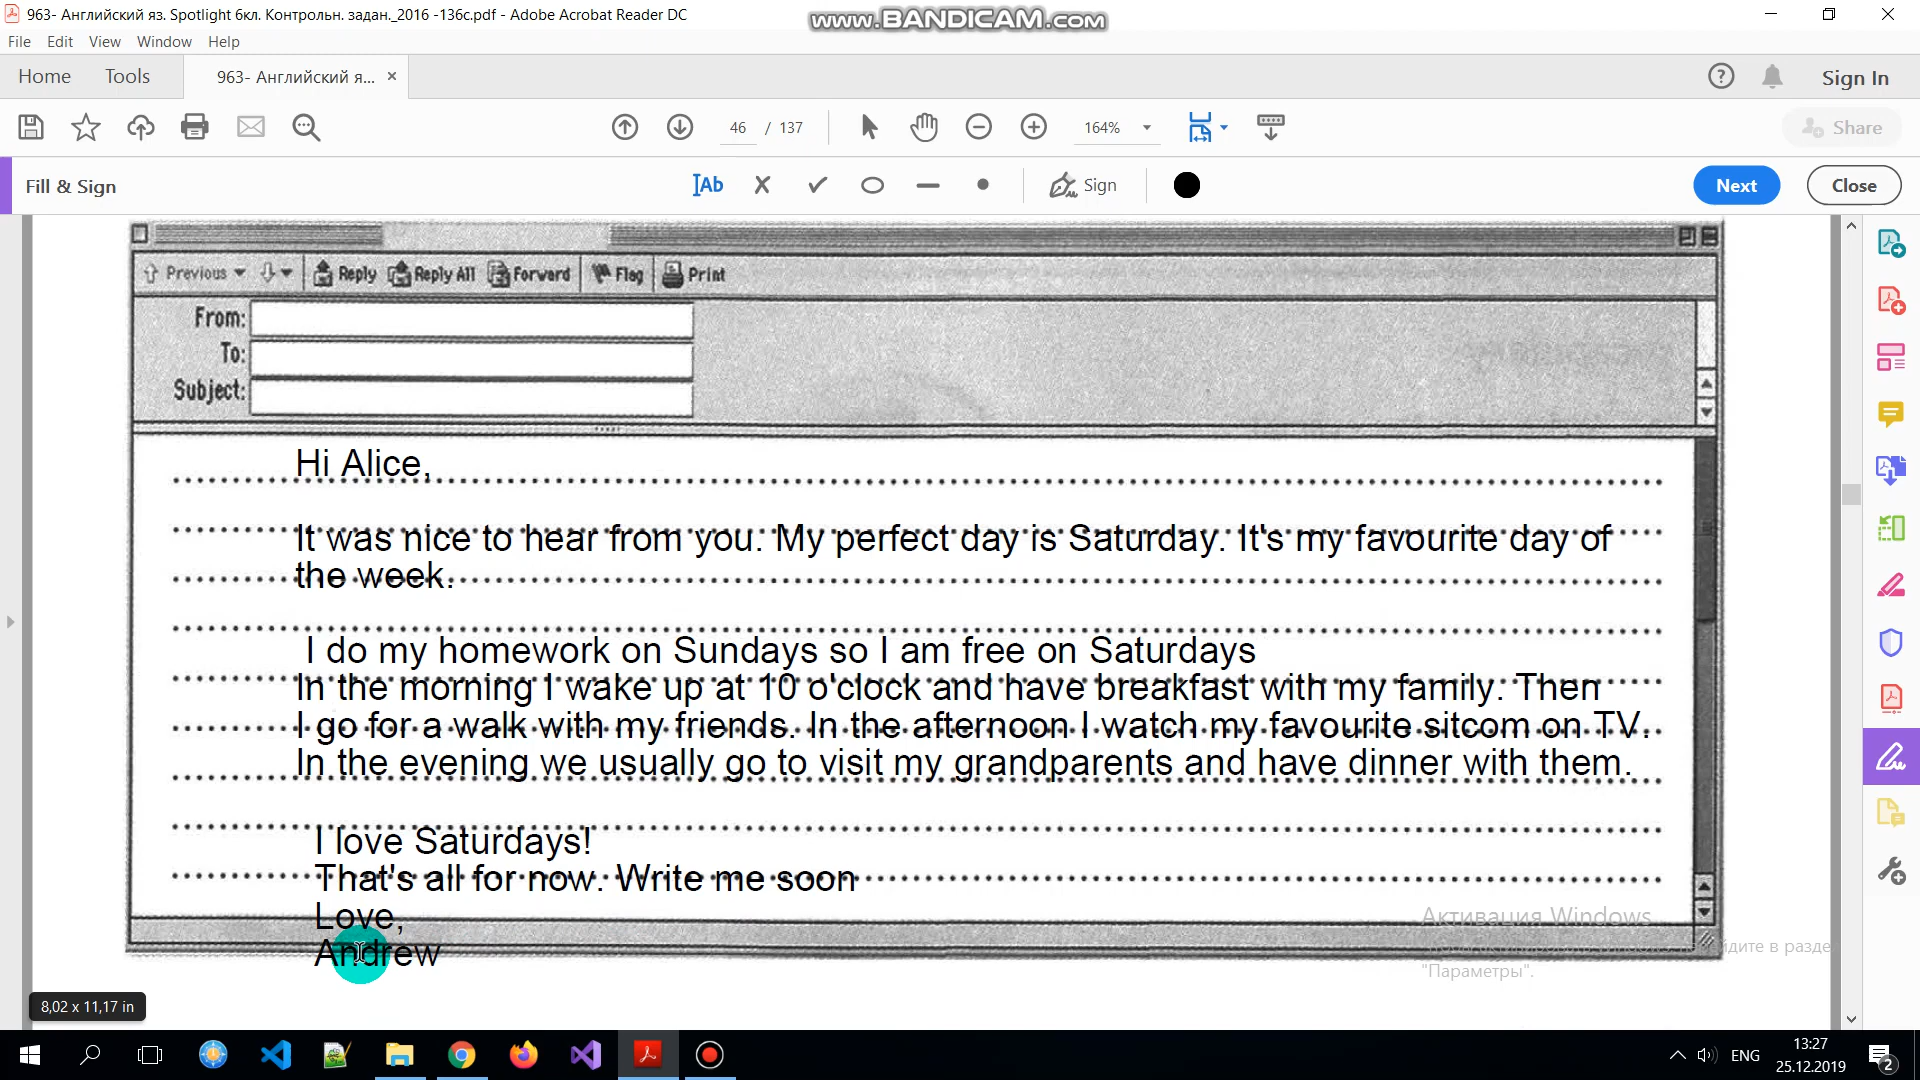 963- Английский яз. Spotlight 6кл. Контрольн. задан._2016 -136с.pdf - Adobe Acrobat Reader DC
www.BANDICAM.com
File Edit View Window Help
Home Tools 963- Английский я... × Sign In
46 / 137 164% Share
Fill & Sign Ab Sign Next Close
Previous Reply Reply All Forward Flag Print
From:
To:
Subject:
Hi Alice,
It was nice to hear from you. My perfect day is Saturday. It's my favourite day of
the week.
I do my homework on Sundays so I am free on Saturdays
In the morning I wake up at 10 o'clock and have breakfast with my family. Then
I go for a walk with my friends. In the afternoon I watch my favourite sitcom on TV.
In the evening we usually go to visit my grandparents and have dinner with them.
I love Saturdays!
That's all for now. Write me soon
Love,
Andrew
Активация Windows
йдите в раздел
"Параметры".
8,02 x 11,17 in
ENG
13:27
25.12.2019
2